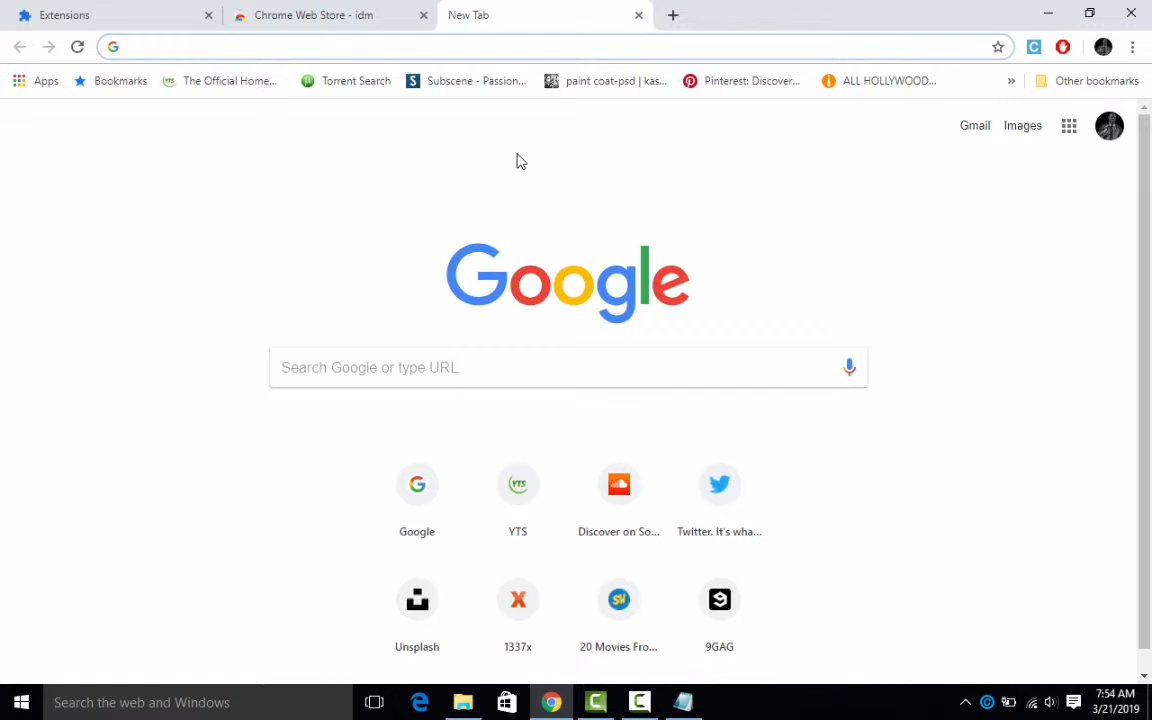 Extensions
Chrome Web Store - idm
New Tab
Apps
Bookmarks
The Official Home...
Torrent Search
Subscene - Passion...
paint coat-psd | kas...
Pinterest: Discover...
ALL HOLLYWOOD...
Other bookmarks
Gmail
Images
Google
Search Google or type URL
Google
YTS
YTS
Discover on So...
Twitter. It's wha...
Unsplash
1337x
20 Movies Fro...
9GAG
Search the web and Windows
7:54 AM
3/21/2019